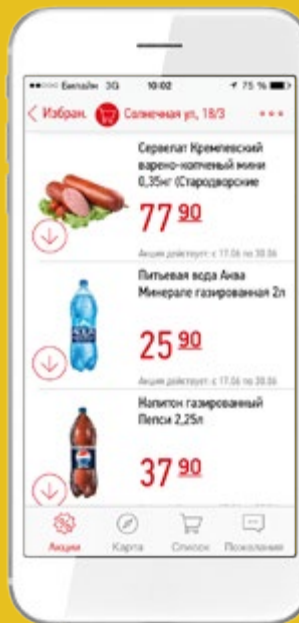 Билайн 3G 10:02 75 %
Избран. Солнечная ул, 18/3
Сервелат Кремлевский
варено-копченый мини
0,35кг (Стародворские
77 90
Акция действует: с 17.06 по 30.06
Питьевая вода Аква
Минерале газированная 2л
25 90
Акция действует: с 17.06 по 30.06
Напиток газированный
Пепси 2,25л
37 90
Акции Карта Список Пожелания